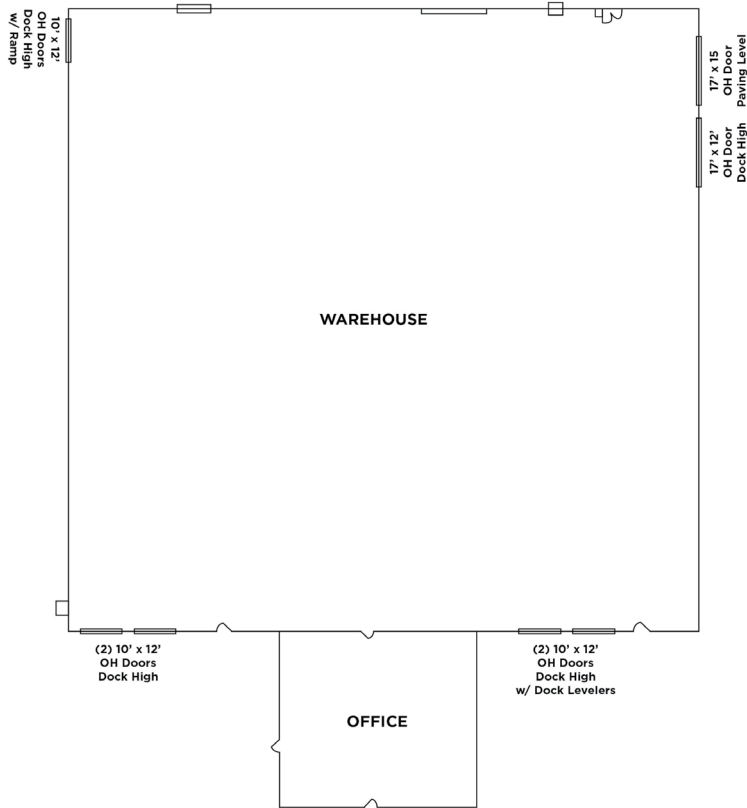 10' x 12'
OH Doors
Dock High
w/ Ramp
17' x 15
OH Door
Paving Level
17' x 12'
OH Door
Dock High
WAREHOUSE
(2) 10' x 12'
OH Doors
Dock High
(2) 10' x 12'
OH Doors
Dock High
w/ Dock Levelers
OFFICE